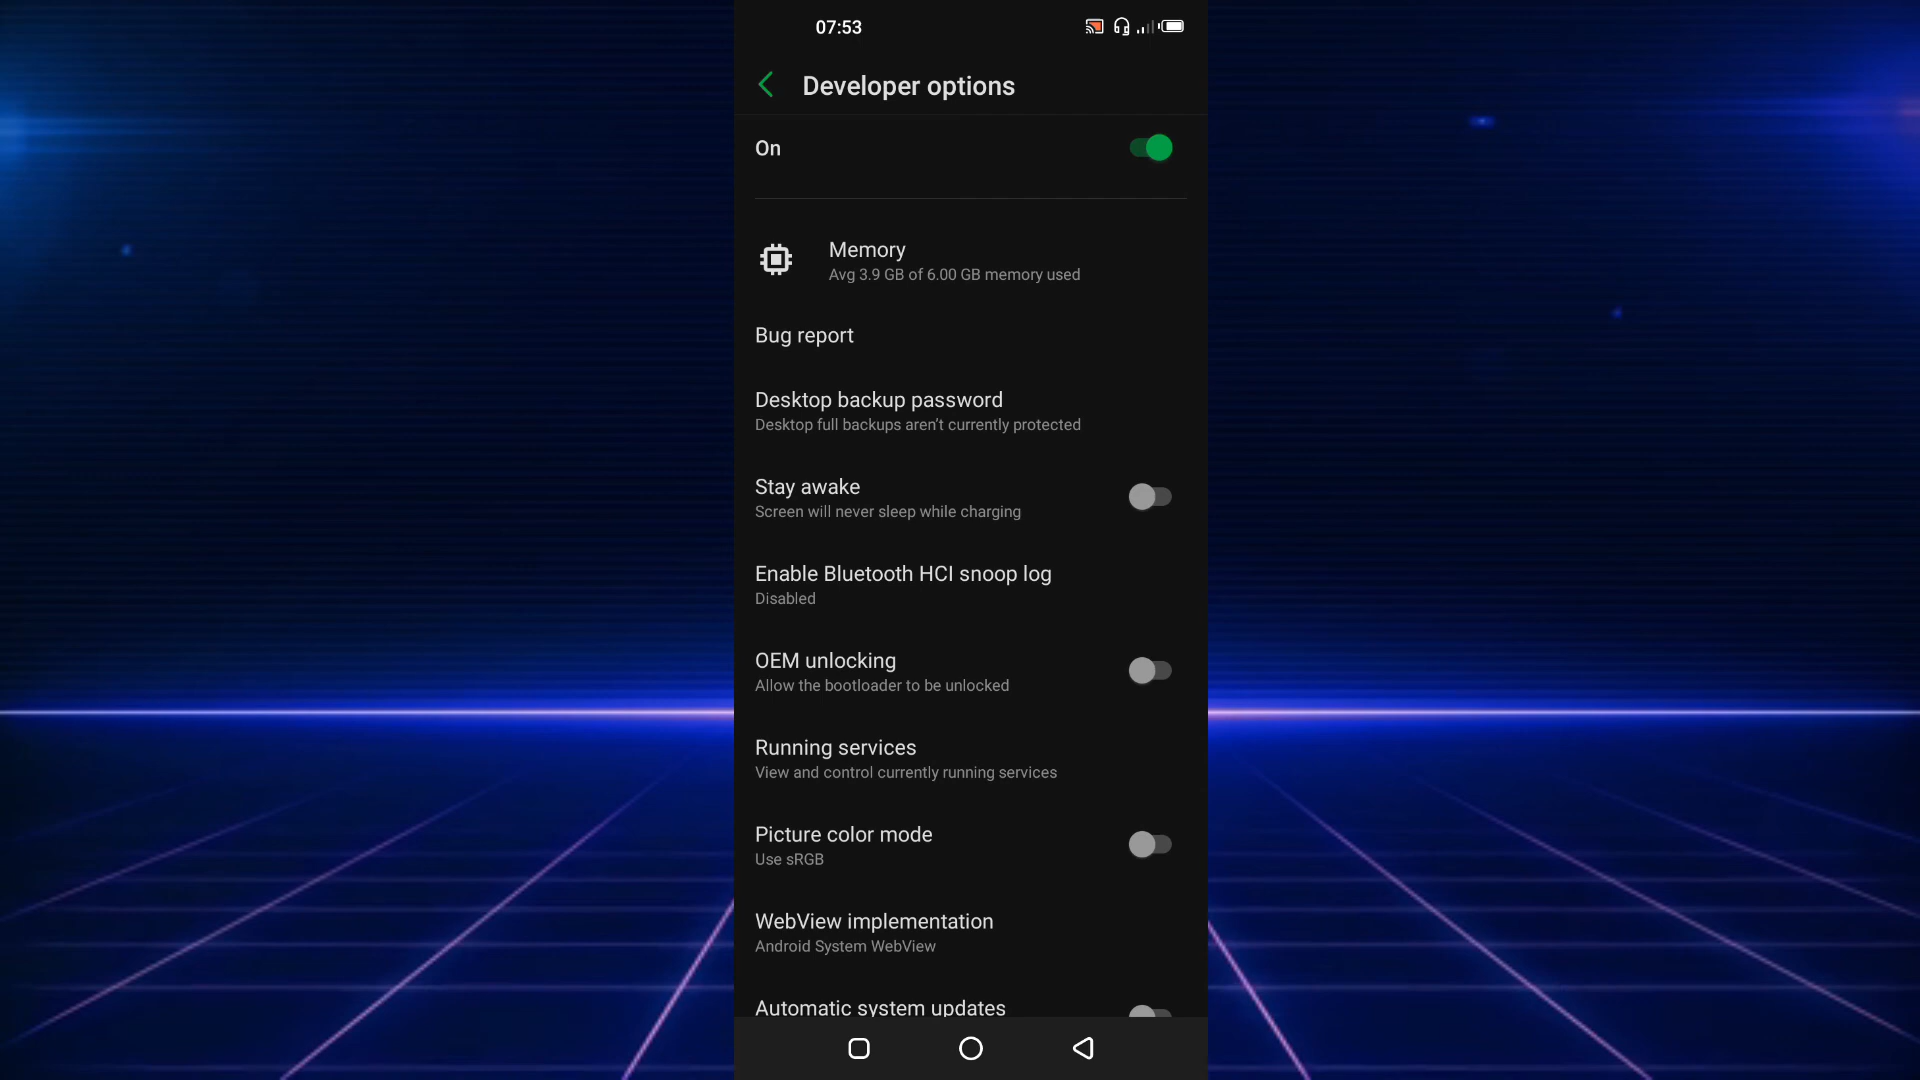 07:53
Developer options
On
Memory
Avg 3.9 GB of 6.00 GB memory used
Bug report
Desktop backup password
Desktop full backups aren't currently protected
Stay awake
Screen will never sleep while charging
Enable Bluetooth HCI snoop log
Disabled
OEM unlocking
Allow the bootloader to be unlocked
Running services
View and control currently running services
Picture color mode
Use sRGB
WebView implementation
Android System WebView
Automatic system updates